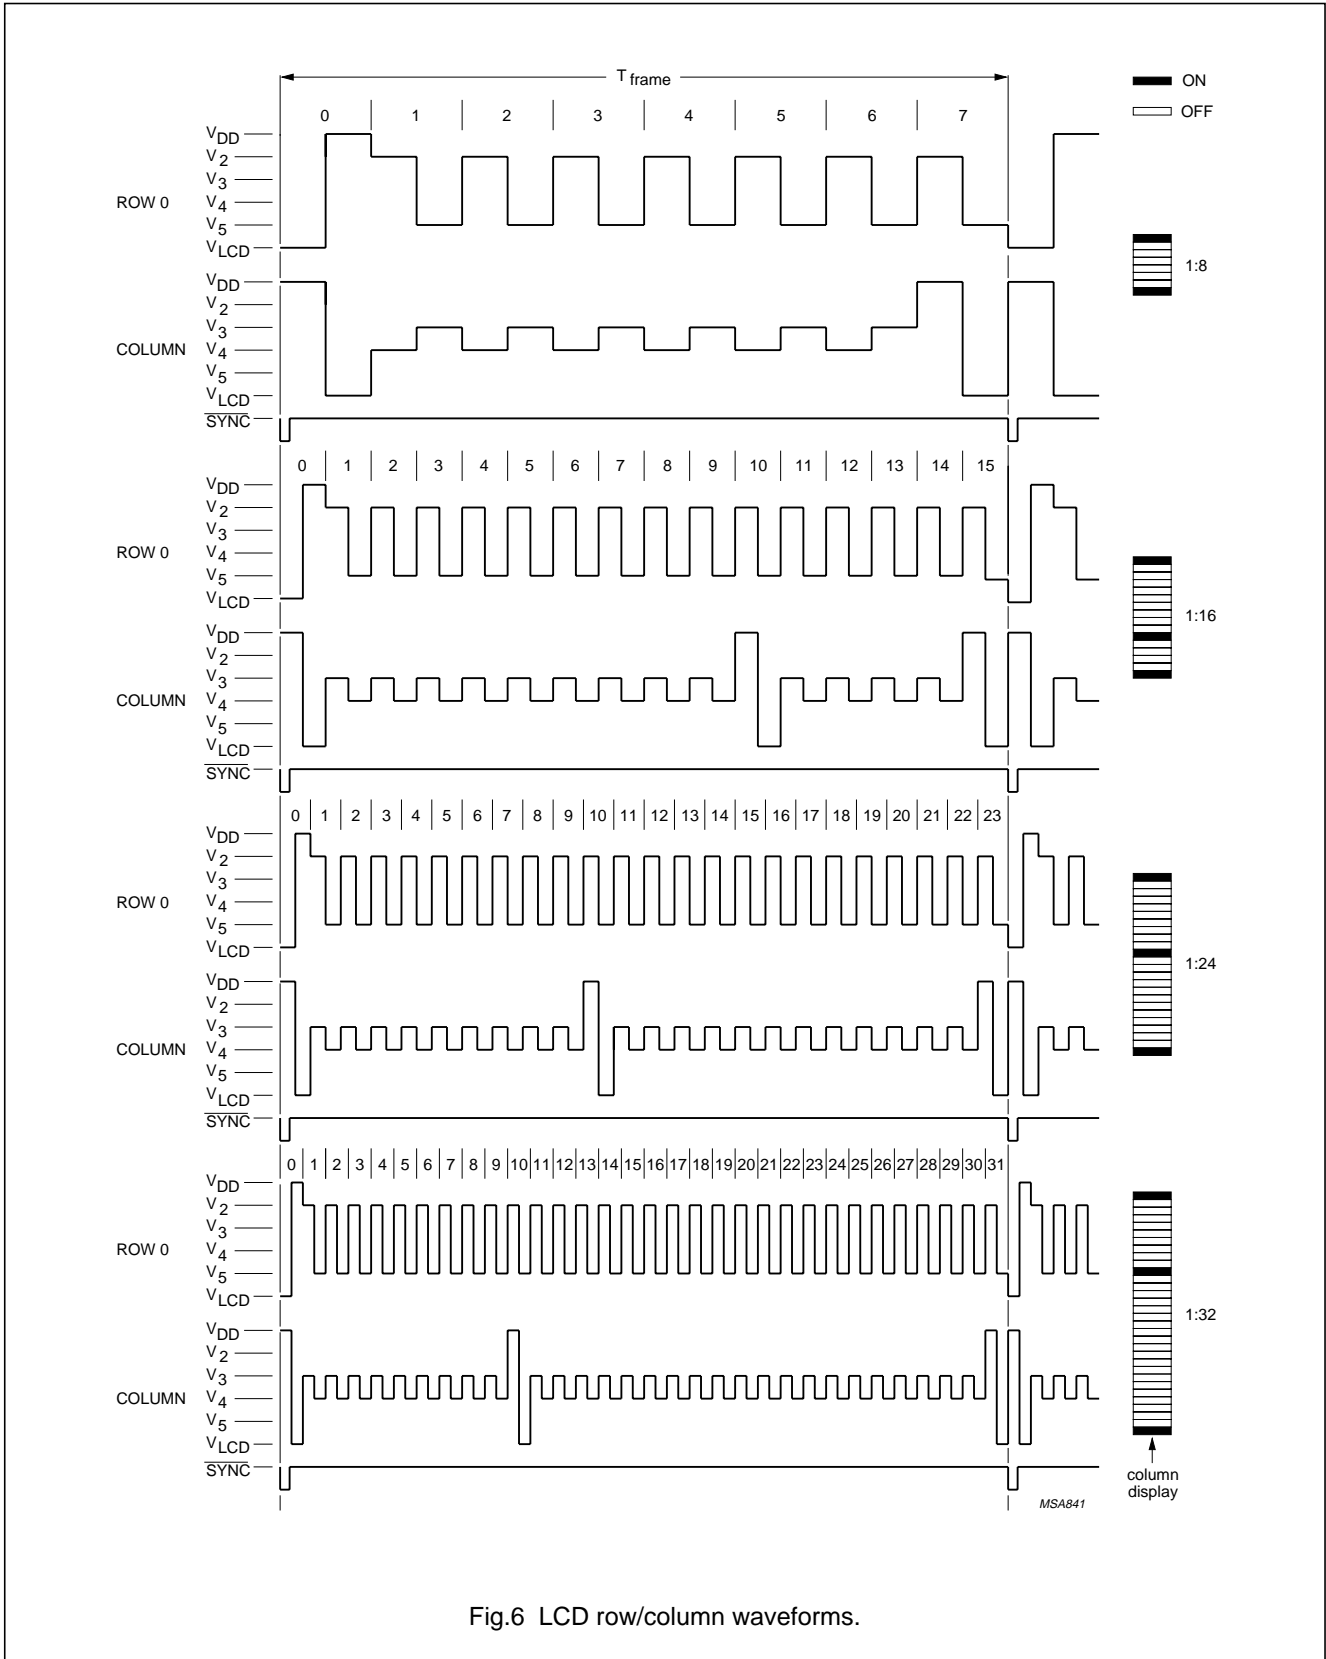 T frame
ON
OFF
0 1 2 3 4 5 6 7
VDD
V2
V3
V4
V5
VLCD
ROW 0
1:8
VDD
V2
V3
V4
V5
VLCD
COLUMN
SYNC
0 1 2 3 4 5 6 7 8 9 10 11 12 13 14 15
VDD
V2
V3
V4
V5
VLCD
ROW 0
1:16
VDD
V2
V3
V4
V5
VLCD
COLUMN
SYNC
0 1 2 3 4 5 6 7 8 9 10 11 12 13 14 15 16 17 18 19 20 21 22 23
VDD
V2
V3
V4
V5
VLCD
ROW 0
1:24
VDD
V2
V3
V4
V5
VLCD
COLUMN
SYNC
0 1 2 3 4 5 6 7 8 9 10 11 12 13 14 15 16 17 18 19 20 21 22 23 24 25 26 27 28 29 30 31
VDD
V2
V3
V4
V5
VLCD
ROW 0
1:32
VDD
V2
V3
V4
V5
VLCD
COLUMN
SYNC
column
display
MSA841
Fig.6 LCD row/column waveforms.